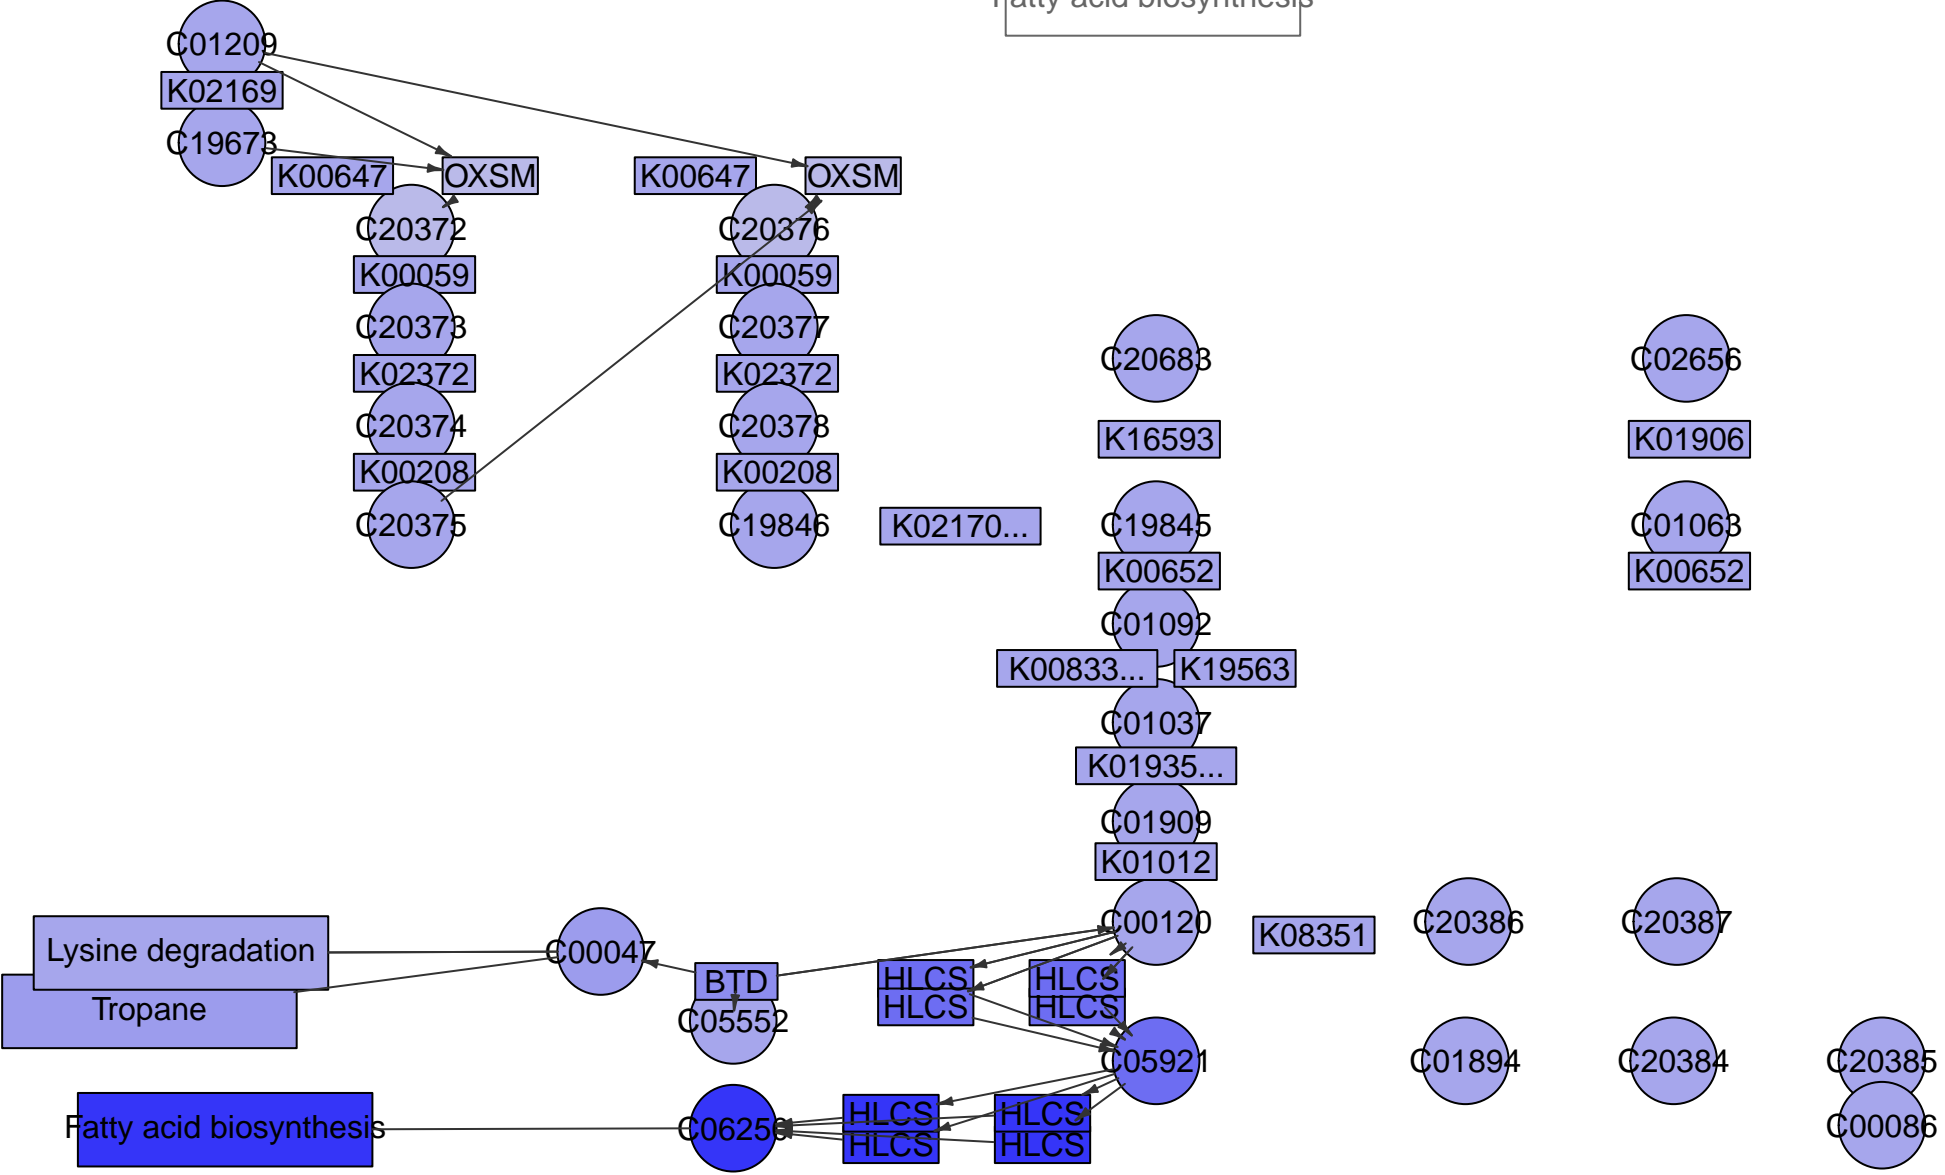 Fatty acid biosynthesis
C01209
K02169
C19673
K00647
OXSM
K00647
OXSM
C20372
C20376
K00059
K00059
C20373
C20377
C20683
C02656
K02372
K02372
C20374
C20378
K16593
K01906
K00208
K00208
C20375
C19846
K02170...
C19845
C01063
K00652
K00652
C01092
K00833...
K19563
C01037
K01935...
C01909
K01012
C00120
K08351
C20386
C20387
Lysine degradation
C00047
BTD
HLCS
HLCS
Tropane
C05552
HLCS
HLCS
C05921
C01894
C20384
C20385
Fatty acid biosynthesis
C06250
HLCS
HLCS
HLCS
HLCS
C00086